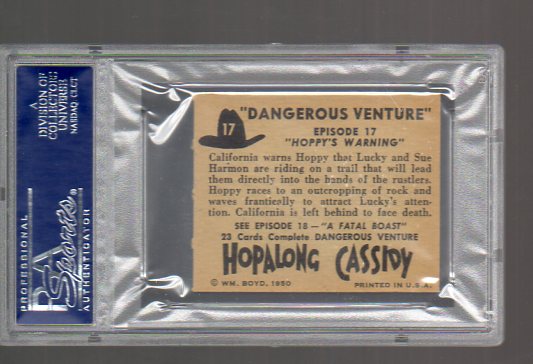 A
DIVISION OF
COLLECTORS
UNIVERSE
NASDAQ: CLCT
PROFESSIONAL
PSA
Sports
AUTHENTICATOR
®
17
"DANGEROUS VENTURE"
EPISODE 17
"HOPPY'S WARNING"
California warns Hoppy that Lucky and Sue
Harmon are riding on a trail that will lead
them directly into the hands of the rustlers.
Hoppy races to an outcropping of rock and
waves frantically to attract Lucky's atten-
tion. California is left behind to face death.
SEE EPISODE 18 — "A FATAL BOAST"
23 Cards Complete DANGEROUS VENTURE
HOPALONG CASSIDY
© WM. BOYD, 1950
PRINTED IN U.S.A.